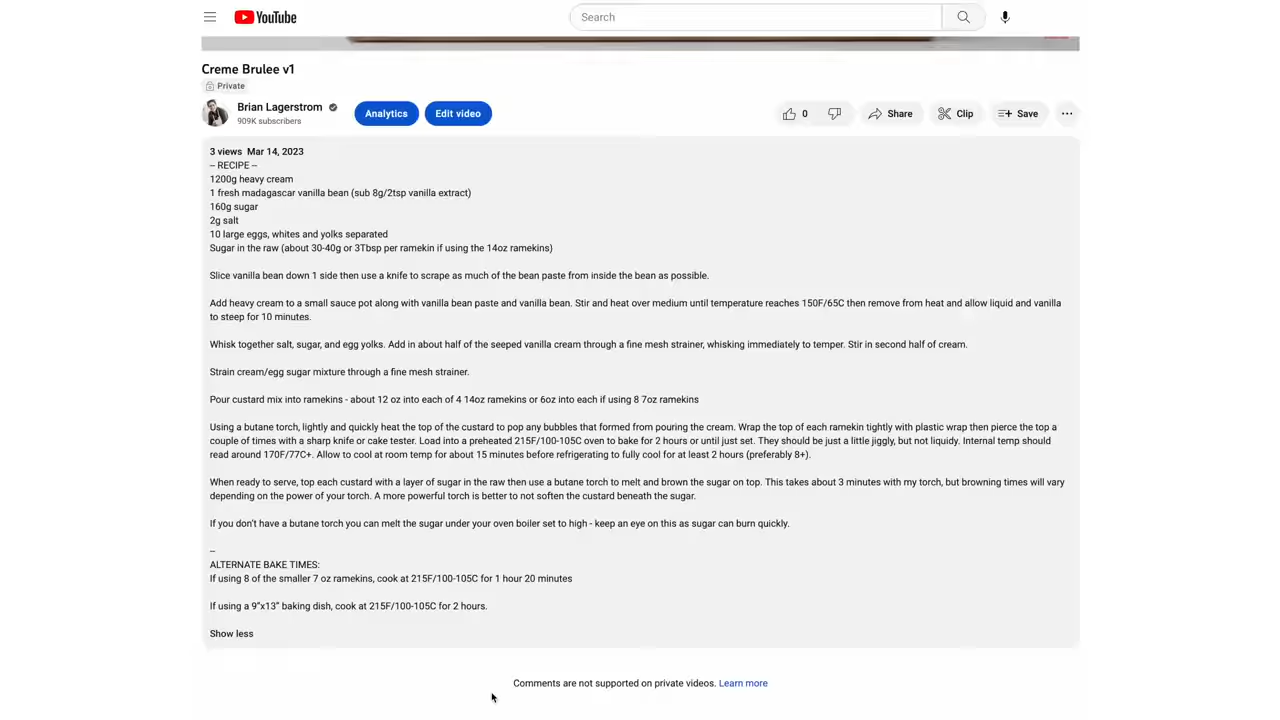 YouTube
Search
Creme Brulee v1
Private
Brian Lagerstrom
909K subscribers
Analytics
Edit video
0
Share
Clip
Save
3 views Mar 14, 2023
-- RECIPE --
1200g heavy cream
1 fresh madagascar vanilla bean (sub 8g/2tsp vanilla extract)
160g sugar
2g salt
10 large eggs, whites and yolks separated
Sugar in the raw (about 30-40g or 3Tbsp per ramekin if using the 14oz ramekins)
Slice vanilla bean down 1 side then use a knife to scrape as much of the bean paste from inside the bean as possible.
Add heavy cream to a small sauce pot along with vanilla bean paste and vanilla bean. Stir and heat over medium until temperature reaches 150F/65C then remove from heat and allow liquid and vanilla
to steep for 10 minutes.
Whisk together salt, sugar, and egg yolks. Add in about half of the seeped vanilla cream through a fine mesh strainer, whisking immediately to temper. Stir in second half of cream.
Strain cream/egg sugar mixture through a fine mesh strainer.
Pour custard mix into ramekins - about 12 oz into each of 4 14oz ramekins or 6oz into each if using 8 7oz ramekins
Using a butane torch, lightly and quickly heat the top of the custard to pop any bubbles that formed from pouring the cream. Wrap the top of each ramekin tightly with plastic wrap then pierce the top a
couple of times with a sharp knife or cake tester. Load into a preheated 215F/100-105C oven to bake for 2 hours or until just set. They should be just a little jiggly, but not liquidy. Internal temp should
read around 170F/77C+. Allow to cool at room temp for about 15 minutes before refrigerating to fully cool for at least 2 hours (preferably 8+).
When ready to serve, top each custard with a layer of sugar in the raw then use a butane torch to melt and brown the sugar on top. This takes about 3 minutes with my torch, but browning times will vary
depending on the power of your torch. A more powerful torch is better to not soften the custard beneath the sugar.
If you don't have a butane torch you can melt the sugar under your oven boiler set to high - keep an eye on this as sugar can burn quickly.
--
ALTERNATE BAKE TIMES:
If using 8 of the smaller 7 oz ramekins, cook at 215F/100-105C for 1 hour 20 minutes
If using a 9"x13" baking dish, cook at 215F/100-105C for 2 hours.
Show less
Comments are not supported on private videos. Learn more